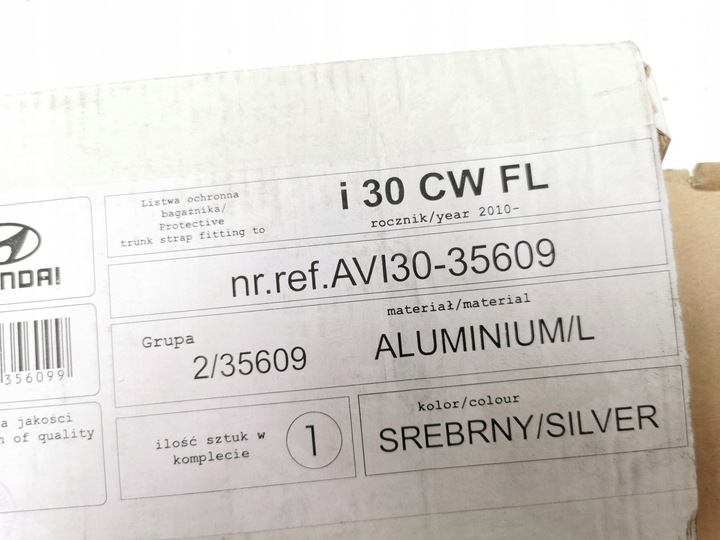 Listwa ochronna
bagażnika/
Protective
trunk strap fitting to
i 30 CW FL
rocznik/year 2010-
NDAI
nr.ref.AVI30-35609
Grupa
2/35609
materiał/material
ALUMINIUM/L
356099
a jakości
n of quality
ilość sztuk w
komplecie
1
kolor/colour
SREBRNY/SILVER